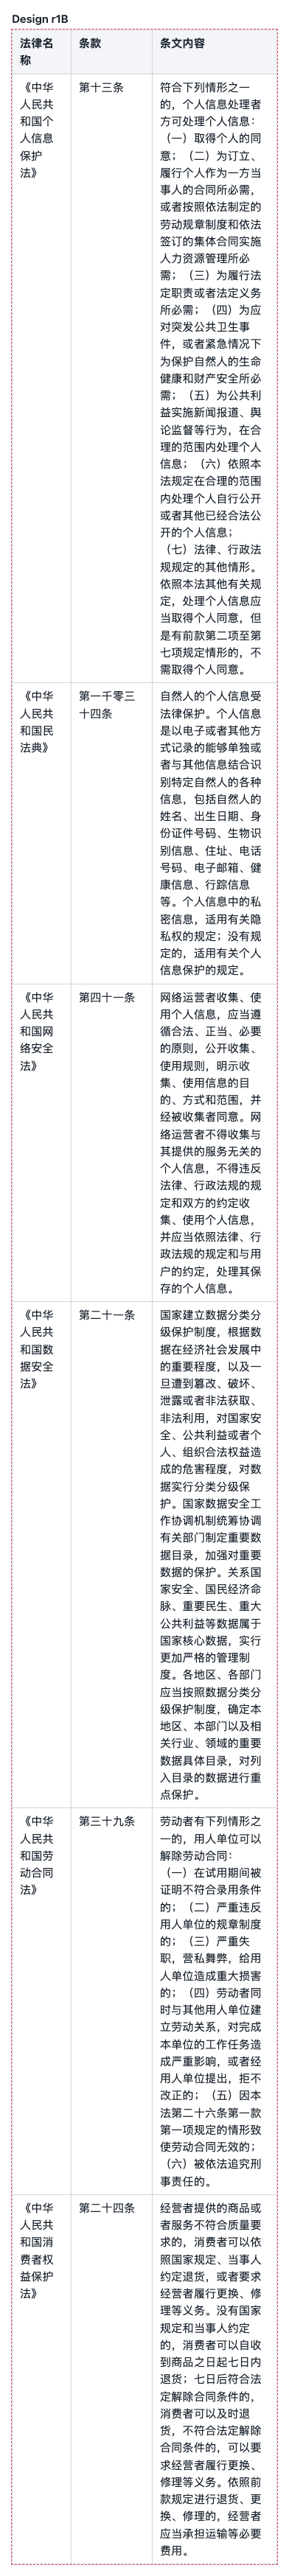 Design r1B
法律名
称
条款
条文内容
《中华
人民共
和国个
人信息
保护
法》
第十三条
符合下列情形之一
的，个人信息处理者
方可处理个人信息：
（一）取得个人的同
意；（二）为订立、
履行个人作为一方当
事人的合同所必需，
或者按照依法制定的
劳动规章制度和依法
签订的集体合同实施
人力资源管理所必
需；（三）为履行法
定职责或者法定义务
所必需；（四）为应
对突发公共卫生事
件，或者紧急情况下
为保护自然人的生命
健康和财产安全所必
需；（五）为公共利
益实施新闻报道、舆
论监督等行为，在合
理的范围内处理个人
信息；（六）依照本
法规定在合理的范围
内处理个人自行公开
或者其他已经合法公
开的个人信息；
（七）法律、行政法
规规定的其他情形。
依照本法其他有关规
定，处理个人信息应
当取得个人同意，但
是有前款第二项至第
七项规定情形的，不
需取得个人同意。
《中华
人民共
和国民
法典》
第一千零三
十四条
自然人的个人信息受
法律保护。个人信息
是以电子或者其他方
式记录的能够单独或
者与其他信息结合识
别特定自然人的各种
信息，包括自然人的
姓名、出生日期、身
份证件号码、生物识
别信息、住址、电话
号码、电子邮箱、健
康信息、行踪信息
等。个人信息中的私
密信息，适用有关隐
私权的规定；没有规
定的，适用有关个人
信息保护的规定。
《中华
人民共
和国网
络安全
法》
第四十一条
网络运营者收集、使
用个人信息，应当遵
循合法、正当、必要
的原则，公开收集、
使用规则，明示收
集、使用信息的目
的、方式和范围，并
经被收集者同意。网
络运营者不得收集与
其提供的服务无关的
个人信息，不得违反
法律、行政法规的规
定和双方的约定收
集、使用个人信息，
并应当依照法律、行
政法规的规定和与用
户的约定，处理其保
存的个人信息。
《中华
人民共
和国数
据安全
法》
第二十一条
国家建立数据分类分
级保护制度，根据数
据在经济社会发展中
的重要程度，以及一
旦遭到篡改、破坏、
泄露或者非法获取、
非法利用，对国家安
全、公共利益或者个
人、组织合法权益造
成的危害程度，对数
据实行分类分级保
护。国家数据安全工
作协调机制统筹协调
有关部门制定重要数
据目录，加强对重要
数据的保护。关系国
家安全、国民经济命
脉、重要民生、重大
公共利益等数据属于
国家核心数据，实行
更加严格的管理制
度。各地区、各部门
应当按照数据分类分
级保护制度，确定本
地区、本部门以及相
关行业、领域的重要
数据具体目录，对列
入目录的数据进行重
点保护。
《中华
人民共
和国劳
动合同
法》
第三十九条
劳动者有下列情形之
一的，用人单位可以
解除劳动合同：
（一）在试用期间被
证明不符合录用条件
的；（二）严重违反
用人单位的规章制度
的；（三）严重失
职，营私舞弊，给用
人单位造成重大损害
的；（四）劳动者同
时与其他用人单位建
立劳动关系，对完成
本单位的工作任务造
成严重影响，或者经
用人单位提出，拒不
改正的；（五）因本
法第二十六条第一款
第一项规定的情形致
使劳动合同无效的；
（六）被依法追究刑
事责任的。
《中华
人民共
和国消
费者权
益保护
法》
第二十四条
经营者提供的商品或
者服务不符合质量要
求的，消费者可以依
照国家规定、当事人
约定退货，或者要求
经营者履行更换、修
理等义务。没有国家
规定和当事人约定
的，消费者可以自收
到商品之日起七日内
退货；七日后符合法
定解除合同条件的，
消费者可以及时退
货，不符合法定解除
合同条件的，可以要
求经营者履行更换、
修理等义务。依照前
款规定进行退货、更
换、修理的，经营者
应当承担运输等必要
费用。